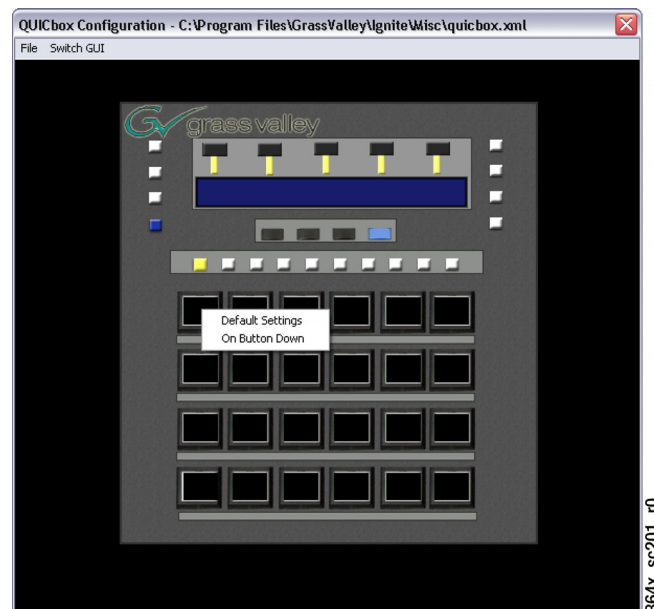 QUICbox Configuration - C:\Program Files\GrassValley\Ignite\Misc\quicbox.xml
File Switch GUI
grass valley
Default Settings
On Button Down